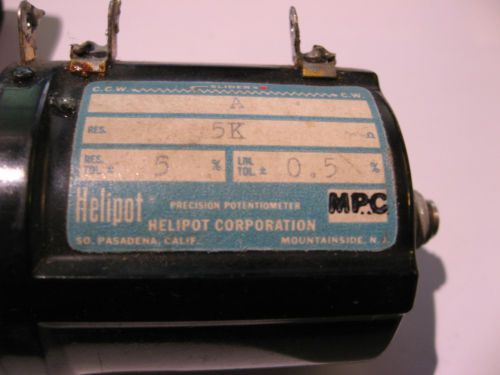 SLIDER
C.C.W. C.W.
A
RES. 5K Ω
RES. TOL. ± 5 % LIN. TOL. ± 0.5 %
Helipot® PRECISION POTENTIOMETER MPC
HELIPOT CORPORATION
SO. PASADENA, CALIF. MOUNTAINSIDE, N.J.